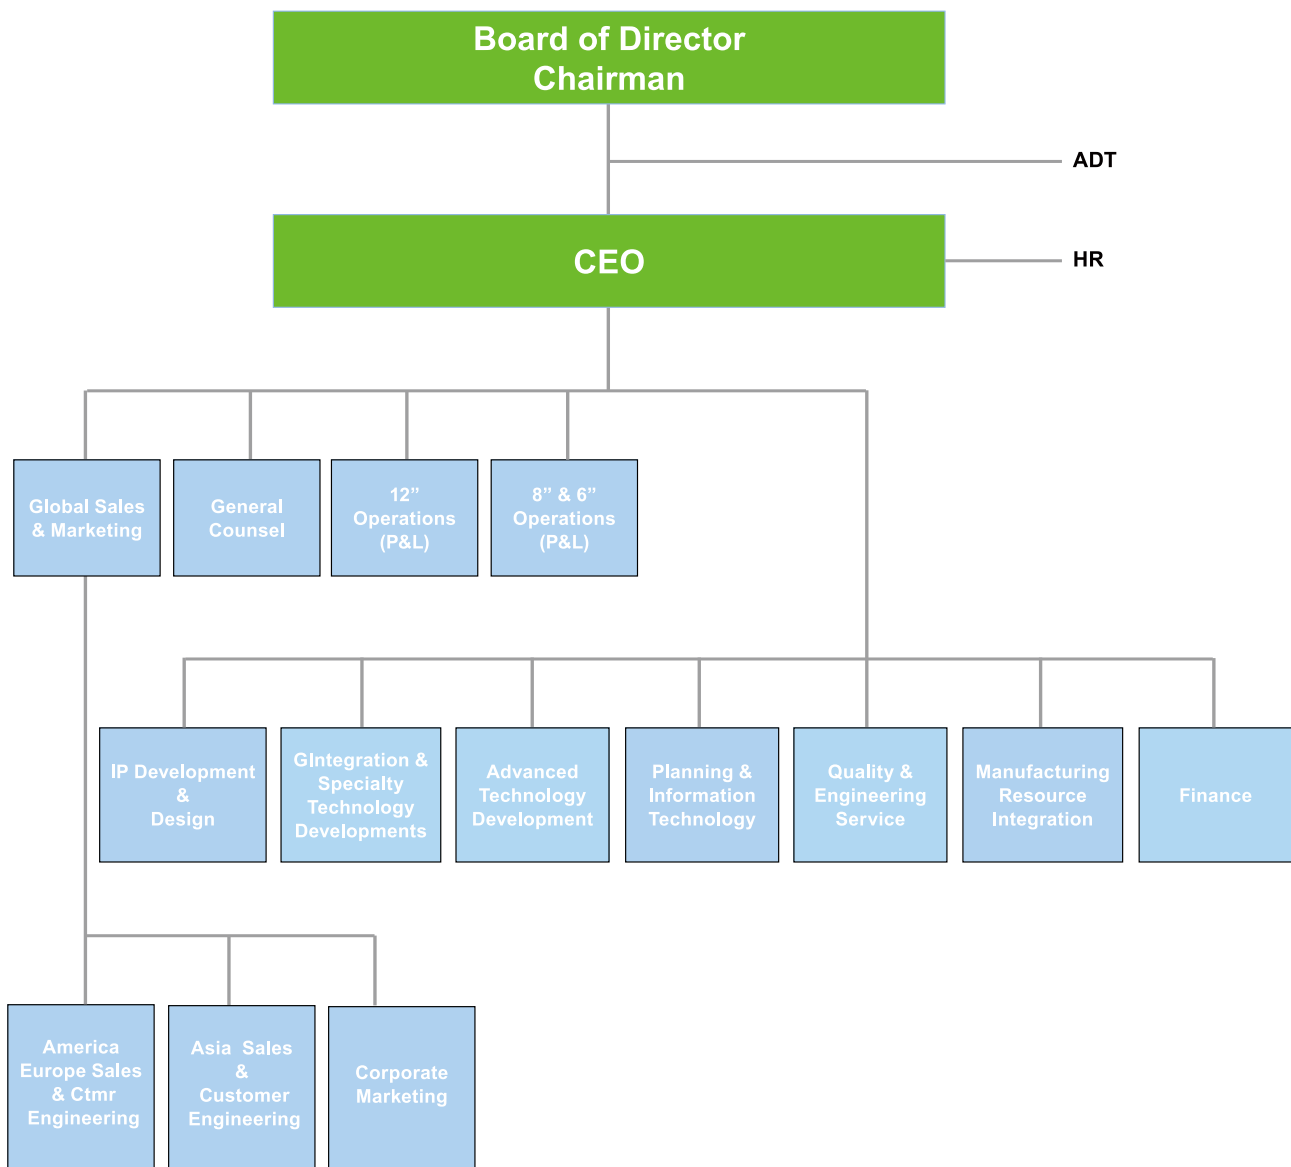 Board of Director
Chairman
ADT
CEO
HR
Global Sales
& Marketing
General
Counsel
12”
Operations
(P&L)
8” & 6”
Operations
(P&L)
IP Development
&
Design
GIntegration &
Specialty
Technology
Developments
Advanced
Technology
Development
Planning &
Information
Technology
Quality &
Engineering
Service
Manufacturing
Resource
Integration
Finance
America
Europe Sales
& Ctmr
Engineering
Asia  Sales
&
Customer
Engineering
Corporate
Marketing